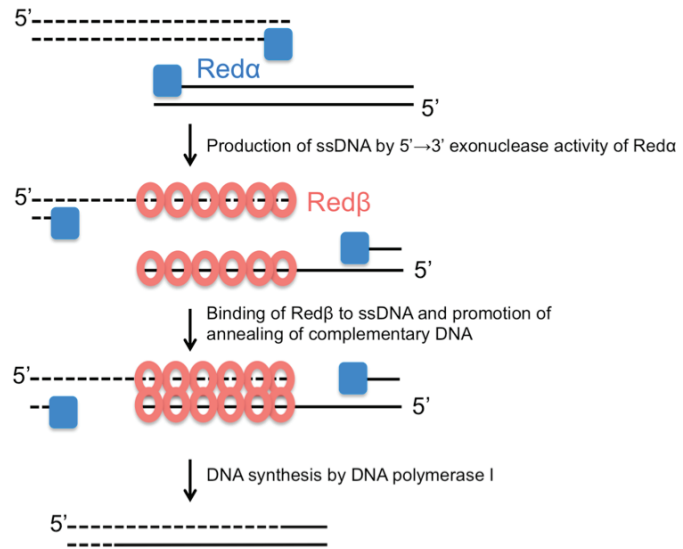 5’
Redα
5’
Production of ssDNA by 5’→3’ exonuclease activity of Redα
5’
Redβ
5’
Binding of Redβ to ssDNA and promotion of
annealing of complementary DNA
5’
5’
DNA synthesis by DNA polymerase I
5’